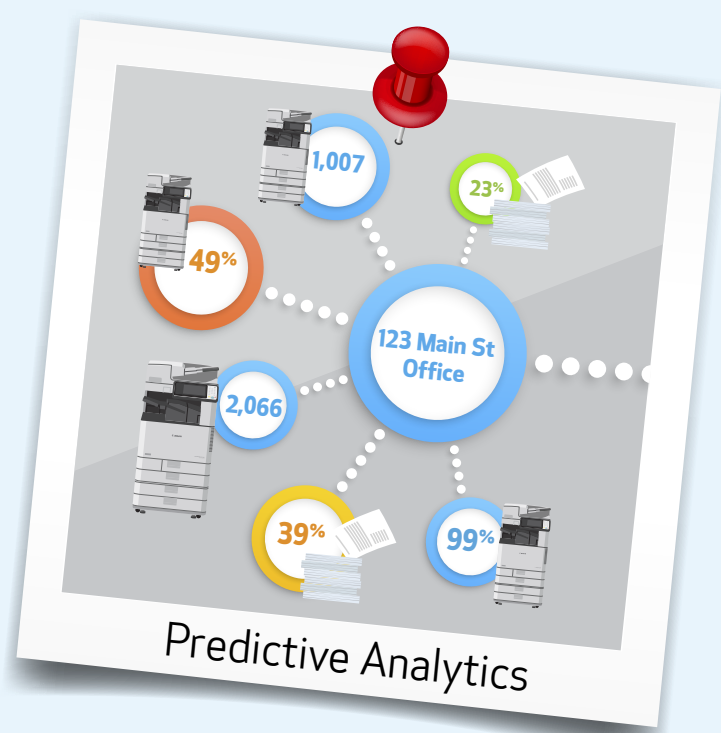 1,007
23%
49%
123 Main St
Office
2,066
39%
99%
Predictive Analytics